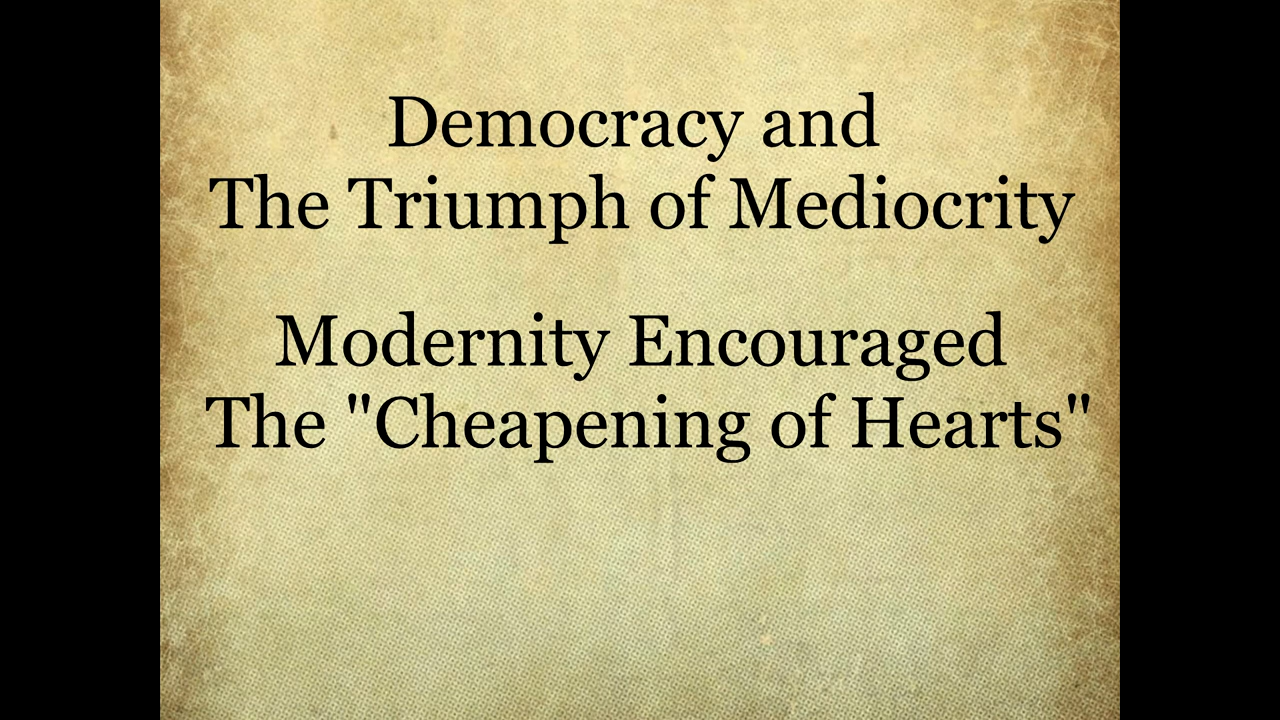 Democracy and
The Triumph of Mediocrity
Modernity Encouraged
The "Cheapening of Hearts"